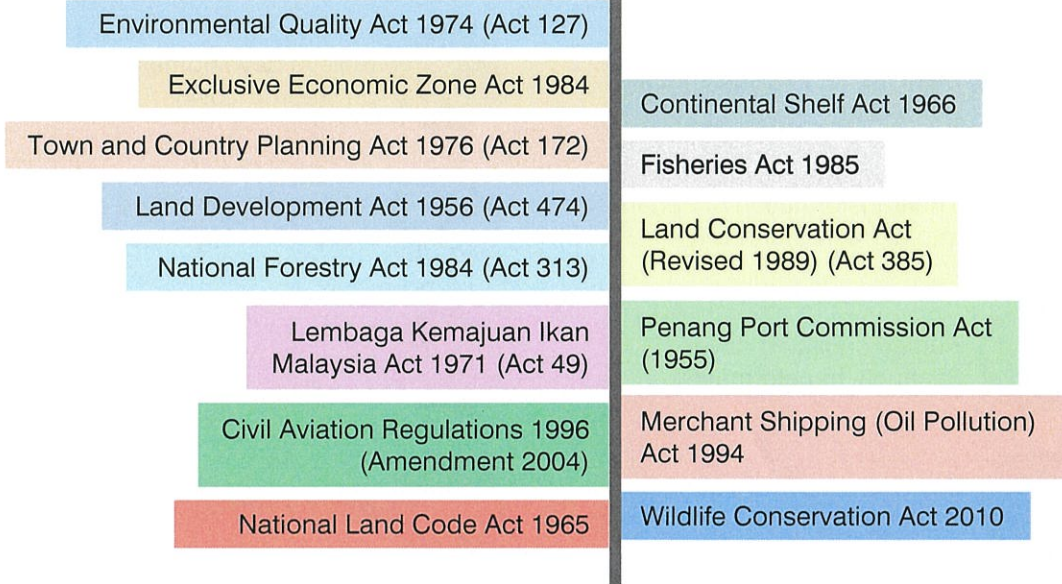 Environmental Quality Act 1974 (Act 127)
Exclusive Economic Zone Act 1984
Town and Country Planning Act 1976 (Act 172)
Land Development Act 1956 (Act 474)
National Forestry Act 1984 (Act 313)
Lembaga Kemajuan Ikan
Malaysia Act 1971 (Act 49)
Civil Aviation Regulations 1996
(Amendment 2004)
National Land Code Act 1965
Continental Shelf Act 1966
Fisheries Act 1985
Land Conservation Act
(Revised 1989) (Act 385)
Penang Port Commission Act
(1955)
Merchant Shipping (Oil Pollution)
Act 1994
Wildlife Conservation Act 2010